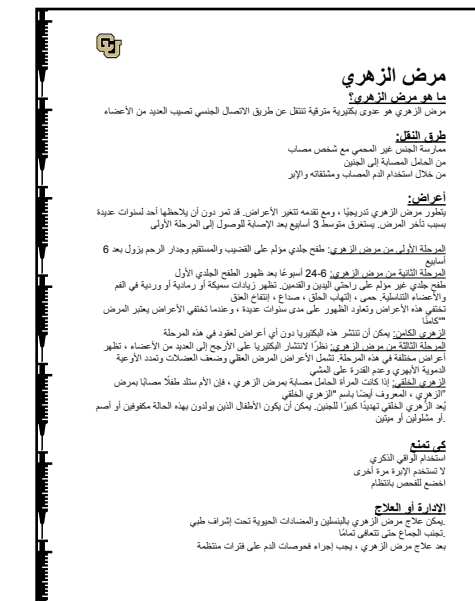 مرض الزهري
ما هو مرض الزهري؟
مرض الزهري هو عدوى بكتيرية مترقية تنتقل عن طريق الاتصال الجنسي تصيب العديد من الأعضاء
طرق النقل:
ممارسة الجنس غير المحمي مع شخص مصاب
من الحامل المصابة إلى الجنين
من خلال استخدام الدم المصاب ومشتقاته والإبر
أعراض:
يتطور مرض الزهري تدريجيًا ، ومع تقدمه تتغير الأعراض. قد تمر دون أن يلاحظها أحد لسنوات عديدة
بسبب تأخر المرض. يستغرق متوسط 3 أسابيع بعد الإصابة للوصول إلى المرحلة الأولى
المرحلة الأولى من مرض الزهري: طفح جلدي مؤلم على القضيب والمستقيم وجدار الرحم يزول بعد 6
أسابيع
المرحلة الثانية من مرض الزهري: 6-24 أسبوعًا بعد ظهور الطفح الجلدي الأول
طفح جلدي غير مؤلم على راحتي اليدين والقدمين. تظهر زيادات سميكة أو رمادية أو وردية في الفم
والأعضاء التناسلية. حمى ، إلتهاب الحلق ، صداع ، إنتفاخ العنق
تختفي هذه الأعراض وتعاود الظهور على مدى سنوات عديدة ، وعندما تختفي الأعراض يعتبر المرض
"كامنًا"
الزهري الكامن: يمكن أن تنتشر هذه البكتيريا دون أي أعراض لعقود في هذه المرحلة
المرحلة الثالثة من مرض الزهري: نظرًا لانتشار البكتيريا على الأرجح إلى العديد من الأعضاء ، تظهر
أعراض مختلفة في هذه المرحلة. تشمل الأعراض المرض العقلي وضعف العضلات وتمدد الأوعية
الدموية الأبهري وعدم القدرة على المشي
الزهري الخلقي: إذا كانت المرأة الحامل مصابة بمرض الزهري ، فإن الأم ستلد طفلًا مصابًا بمرض
"الزهري ، المعروف أيضًا باسم "الزهري الخلقي
يُعد الزُهري الخلقي تهديدًا كبيرًا للجنين. يمكن أن يكون الأطفال الذين يولدون بهذه الحالة مكفوفين أو أصم
.أو مشلولين أو ميتين
كي تمنع
استخدام الواقي الذكري
لا تستخدم الإبرة مرة أخرى
اخضع للفحص بانتظام
الادارة أو العلاج
.يمكن علاج مرض الزهري بالبنسلين والمضادات الحيوية تحت إشراف طبي
.تجنب الجماع حتى تتعافى تمامًا
بعد علاج مرض الزهري ، يجب إجراء فحوصات الدم على فترات منتظمة